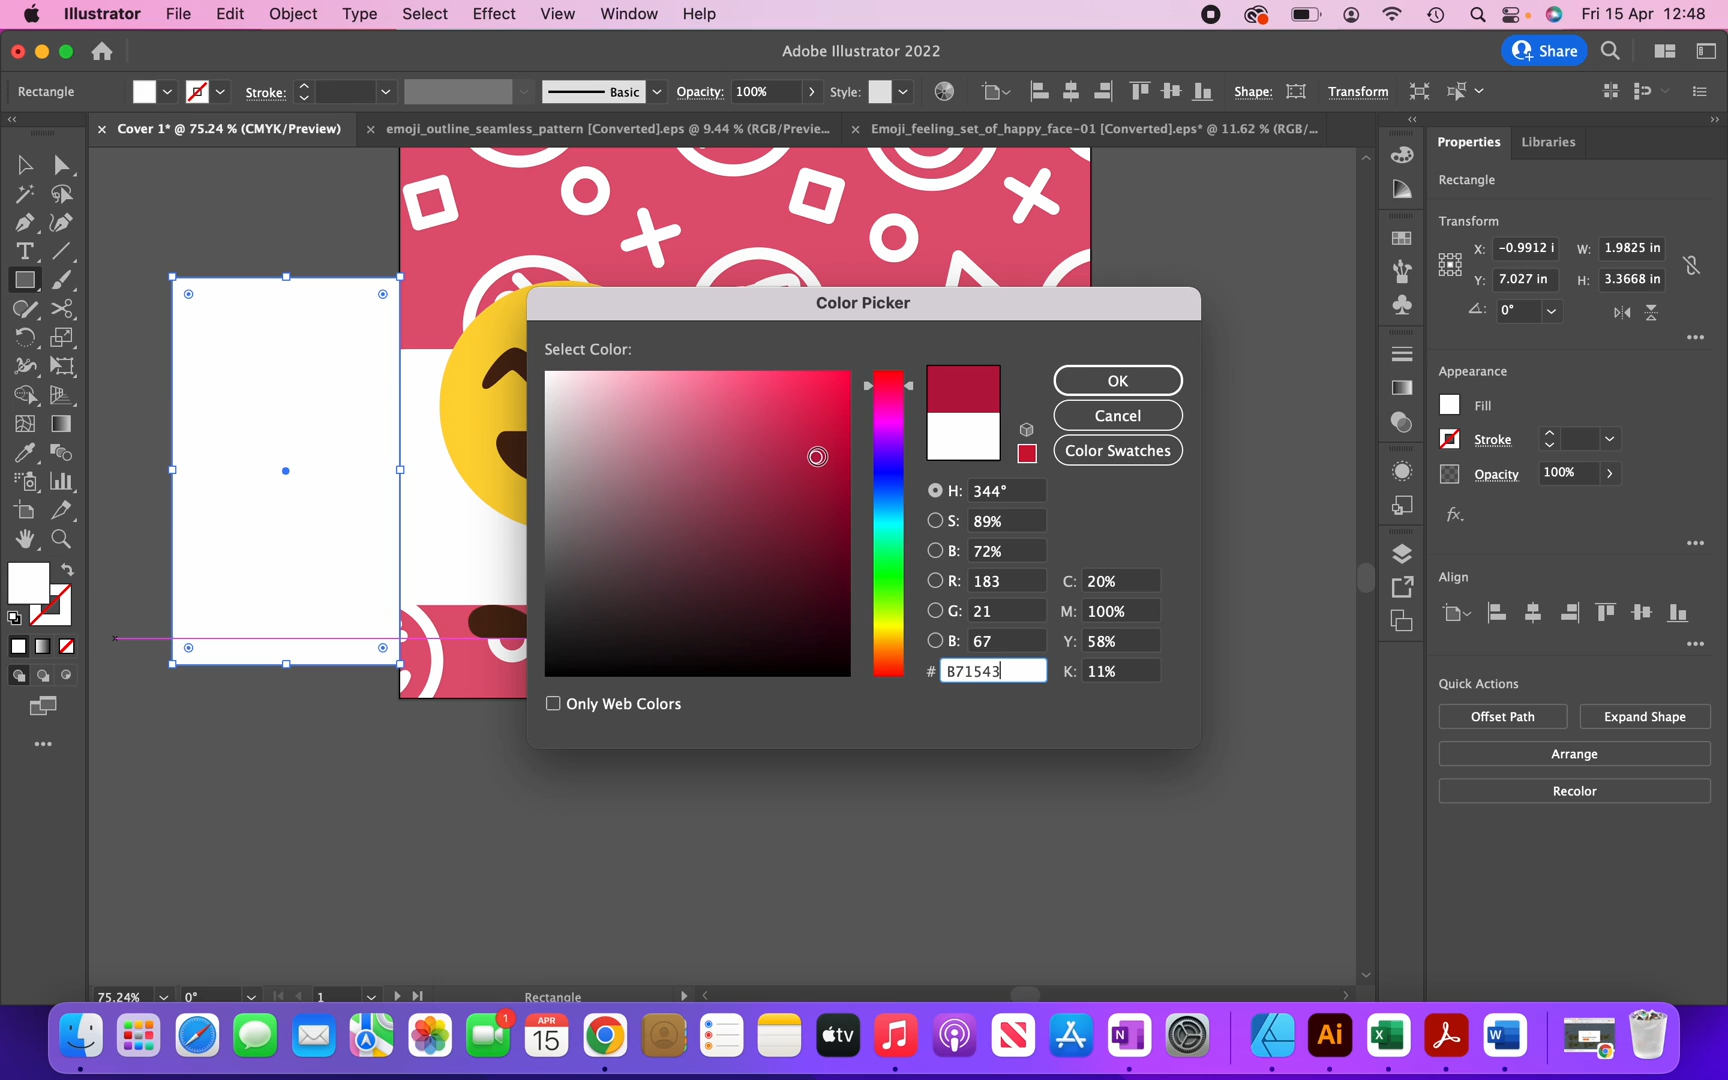 Illustrator File Edit Object Type Select Effect View Window Help Fri 15 Apr 12:48
Adobe Illustrator 2022 Share
Rectangle Stroke: Basic Opacity: 100% Style: Shape: Transform
× Cover 1* @ 75.24 % (CMYK/Preview) × emoji_outline_seamless_pattern [Converted].eps @ 9.44 % (RGB/Previe... × Emoji_feeling_set_of_happy_face-01 [Converted].eps* @ 11.62 % (RGB/...
Properties Libraries
Rectangle
Transform
X: -0.9912 i W: 1.9825 in
Y: 7.027 in H: 3.3668 in
0°
Appearance
Fill
Stroke
Opacity 100%
fx.
Align
Quick Actions
Offset Path Expand Shape
Arrange
Recolor
Color Picker
Select Color:
OK
Cancel
Color Swatches
H: 344°
S: 89%
B: 72%
R: 183 C: 20%
G: 21 M: 100%
B: 67 Y: 58%
# B71543 K: 11%
Only Web Colors
75.24% 0° 1 Rectangle
1
APR
15
tv
N
Ai
X
W